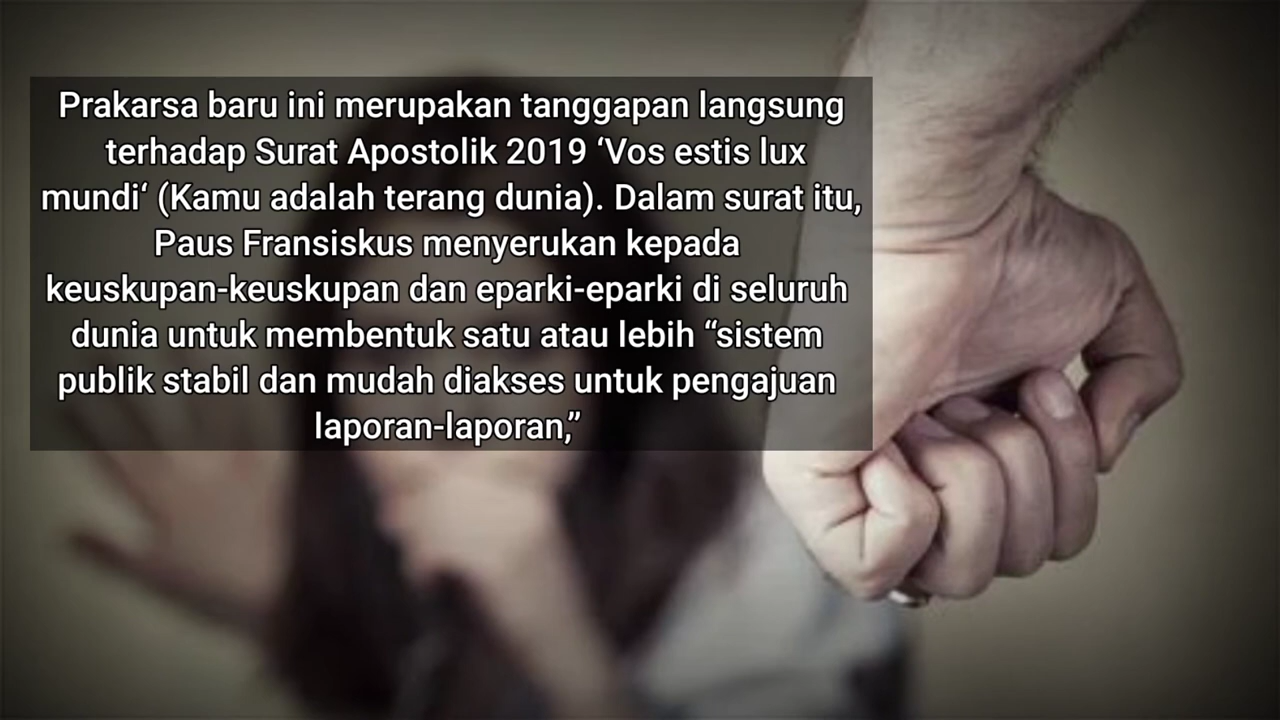 Prakarsa baru ini merupakan tanggapan langsung
terhadap Surat Apostolik 2019 ‘Vos estis lux
mundi‘ (Kamu adalah terang dunia). Dalam surat itu,
Paus Fransiskus menyerukan kepada
keuskupan-keuskupan dan eparki-eparki di seluruh
dunia untuk membentuk satu atau lebih “sistem
publik stabil dan mudah diakses untuk pengajuan
laporan-laporan,”